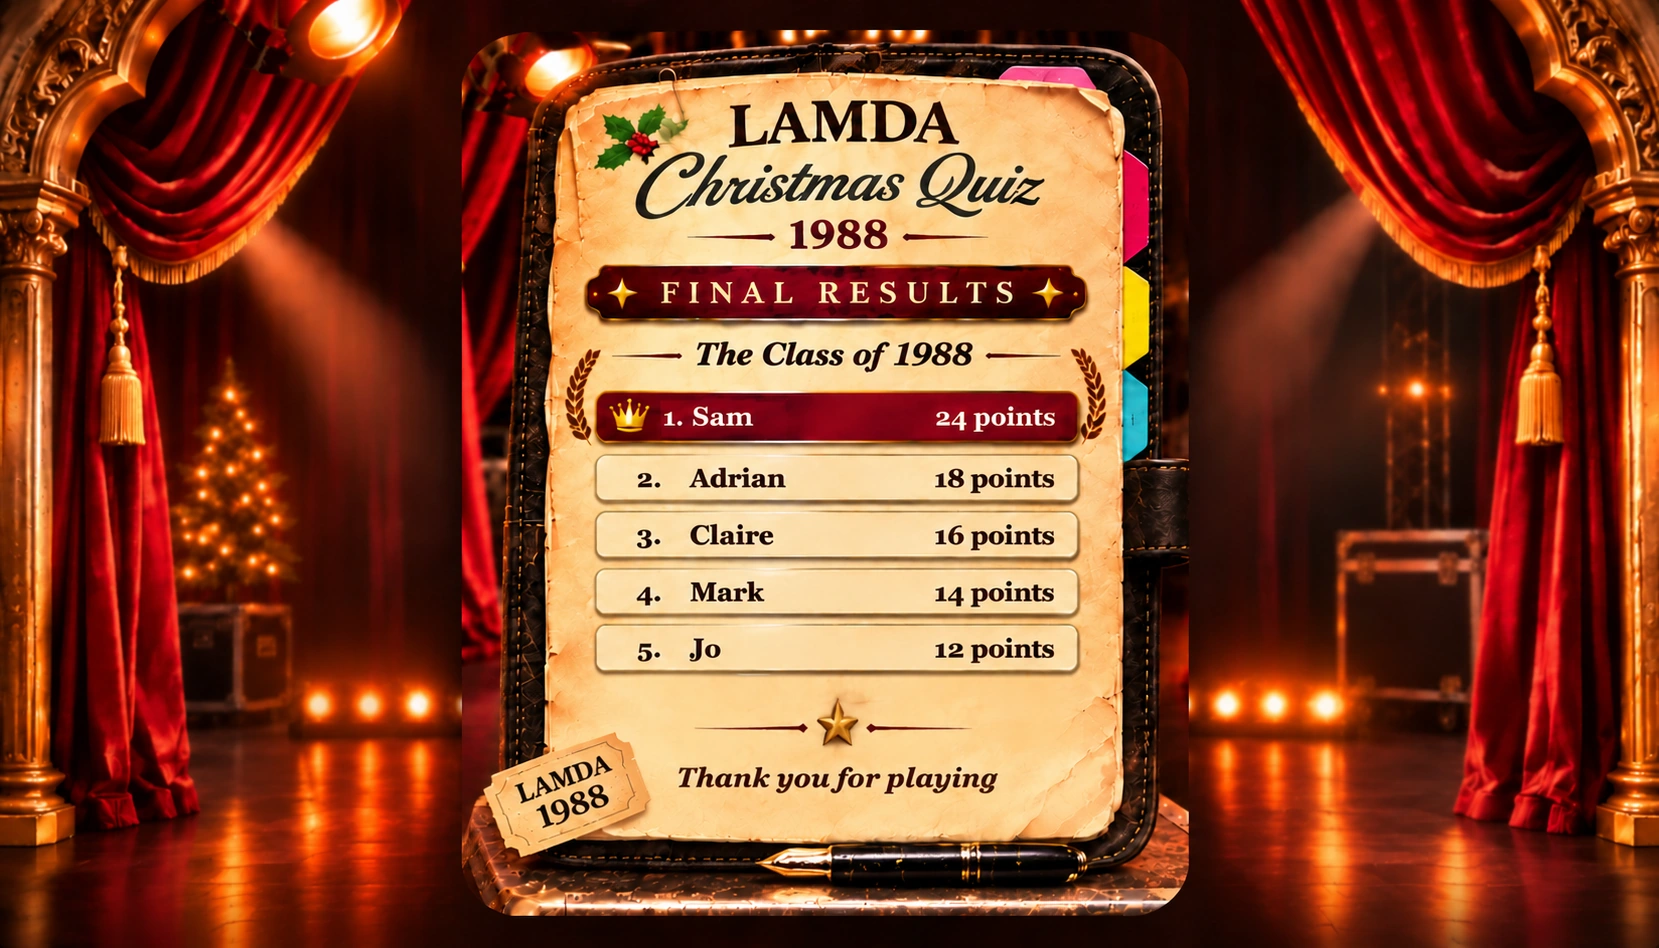 LAMDA
Christmas Quiz
1988
FINAL RESULTS
The Class of 1988
1. Sam 24 points
2. Adrian 18 points
3. Claire 16 points
4. Mark 14 points
5. Jo 12 points
Thank you for playing
LAMDA
1988